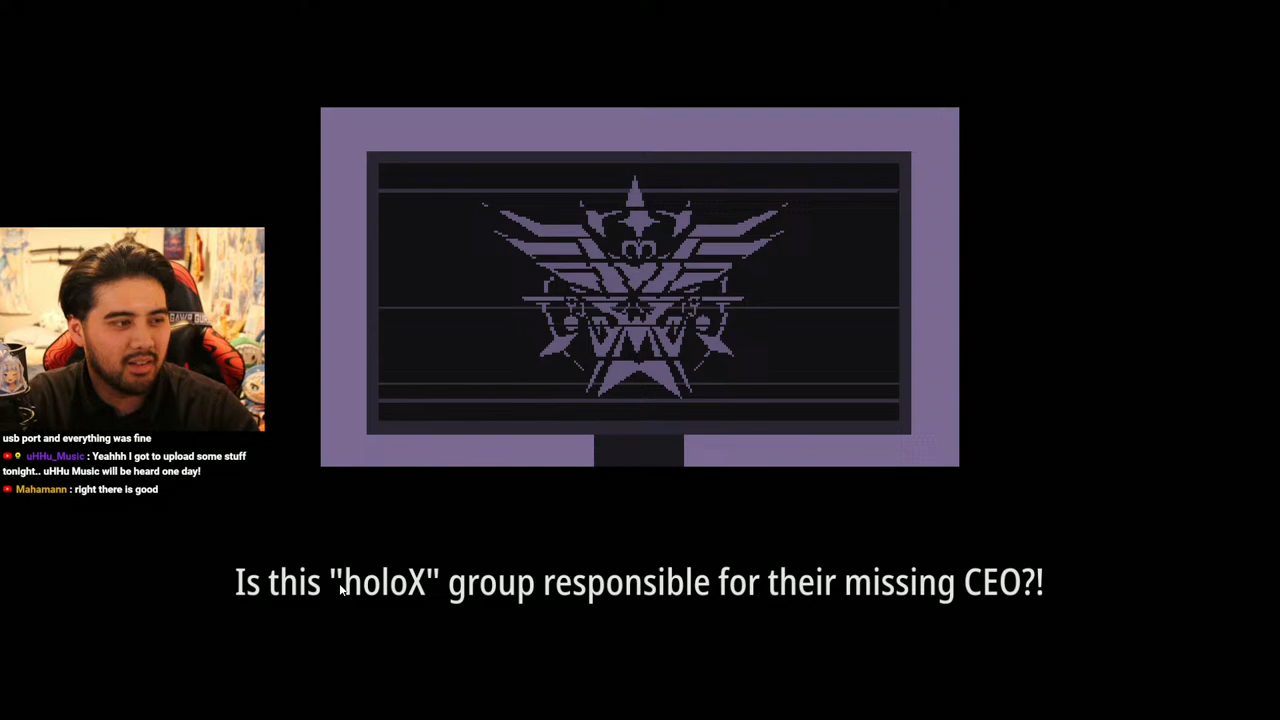 usb port and everything was fine
uHHu_Music : Yeahhh I got to upload some stuff
tonight.. uHHu Music will be heard one day!
Mahamann : right there is good
Is this "holoX" group responsible for their missing CEO?!